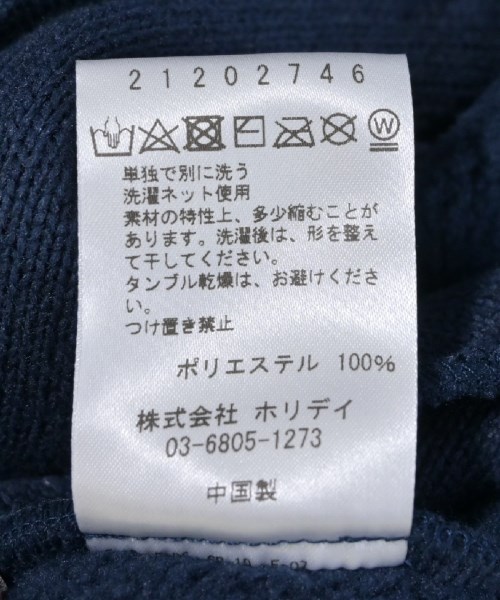 21202746
単独で別に洗う
洗濯ネット使用
素材の特性上、多少縮むことが
あります。洗濯後は、形を整え
て干してください。
タンブル乾燥は、お避けくださ
い。
つけ置き禁止
ポリエステル 100%
株式会社 ホリデイ
03-6805-1273
中国製